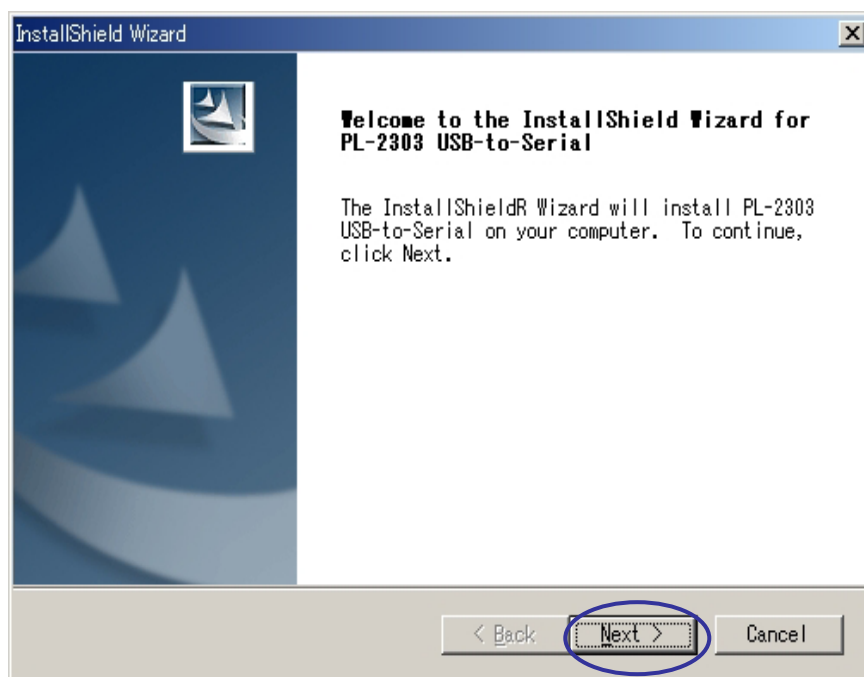 InstallShield Wizard
Welcome to the InstallShield Wizard for
PL-2303 USB-to-Serial
The InstallShieldR Wizard will install PL-2303
USB-to-Serial on your computer.  To continue,
click Next.
< Back
Next >
Cancel